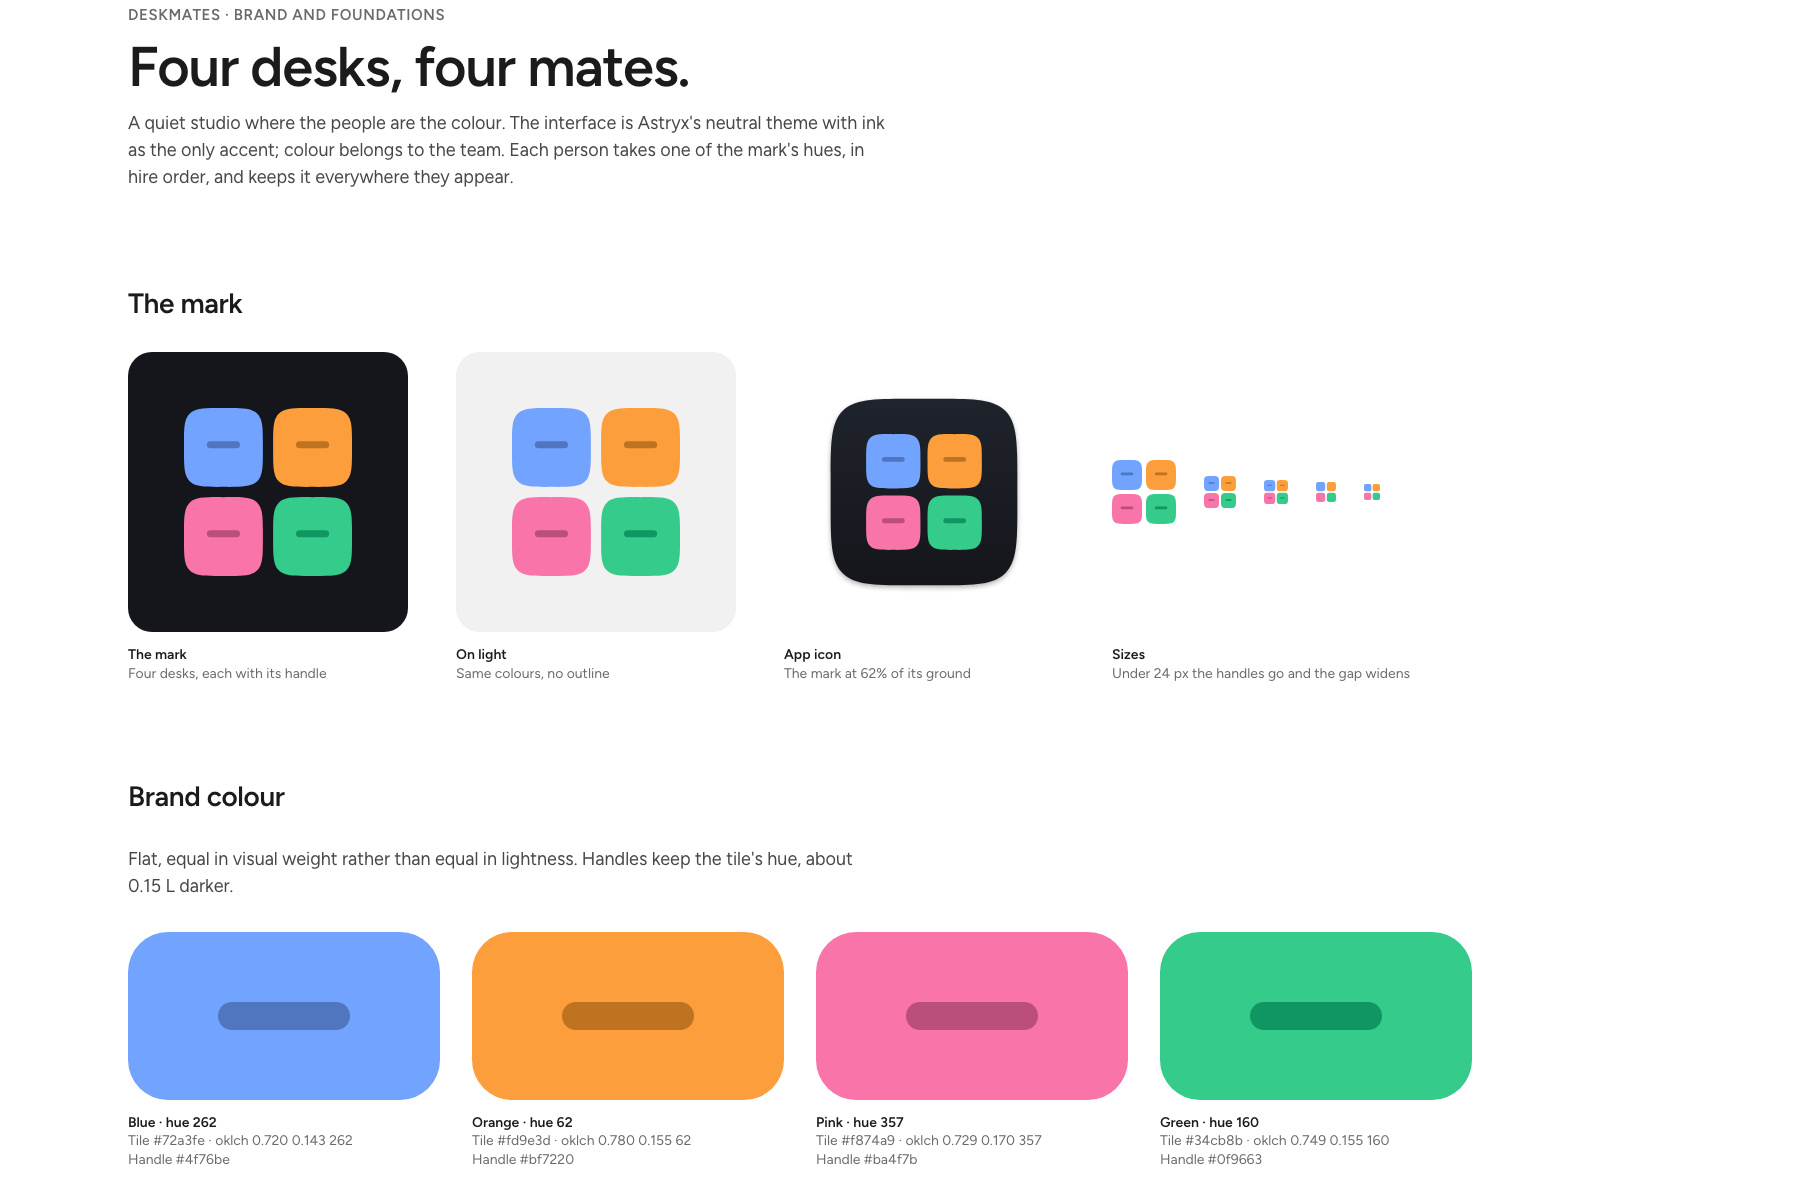 DESKMATES · BRAND AND FOUNDATIONS
Four desks, four mates.
A quiet studio where the people are the colour. The interface is Astryx's neutral theme with ink
as the only accent; colour belongs to the team. Each person takes one of the mark's hues, in
hire order, and keeps it everywhere they appear.
The mark
The mark
Four desks, each with its handle
On light
Same colours, no outline
App icon
The mark at 62% of its ground
Sizes
Under 24 px the handles go and the gap widens
Brand colour
Flat, equal in visual weight rather than equal in lightness. Handles keep the tile's hue, about
0.15 L darker.
Blue · hue 262
Tile #72a3fe · oklch 0.720 0.143 262
Handle #4f76be
Orange · hue 62
Tile #fd9e3d · oklch 0.780 0.155 62
Handle #bf7220
Pink · hue 357
Tile #f874a9 · oklch 0.729 0.170 357
Handle #ba4f7b
Green · hue 160
Tile #34cb8b · oklch 0.749 0.155 160
Handle #0f9663